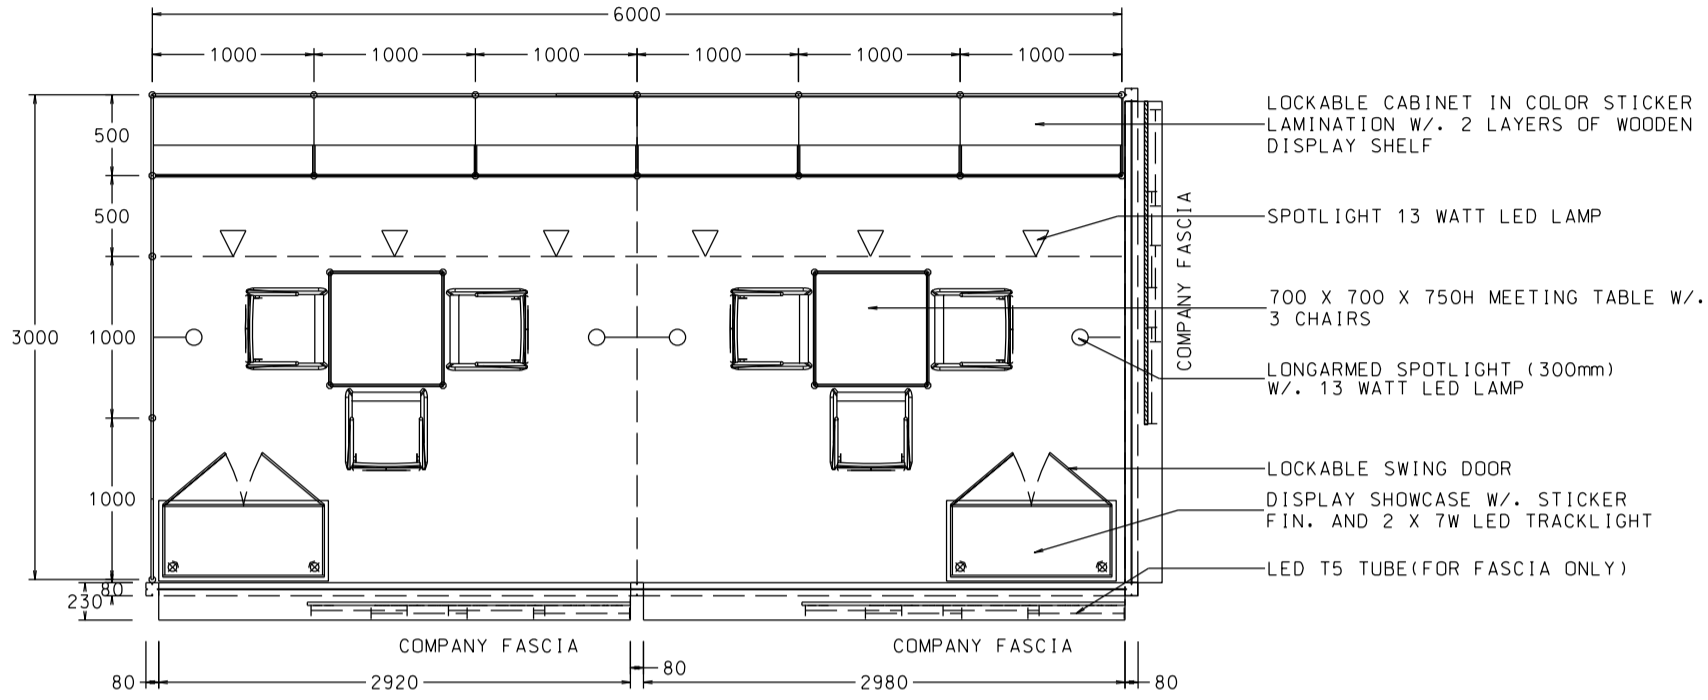 6000
1000 1000 1000 1000 1000 1000
3000
500
500
1000
1000
80
230
LOCKABLE CABINET IN COLOR STICKER
LAMINATION W/. 2 LAYERS OF WOODEN
DISPLAY SHELF
SPOTLIGHT 13 WATT LED LAMP
COMPANY FASCIA
700 X 700 X 750H MEETING TABLE W/.
3 CHAIRS
LONGARMED SPOTLIGHT (300mm)
W/. 13 WATT LED LAMP
LOCKABLE SWING DOOR
DISPLAY SHOWCASE W/. STICKER
FIN. AND 2 X 7W LED TRACKLIGHT
LED T5 TUBE(FOR FASCIA ONLY)
COMPANY FASCIA
COMPANY FASCIA
80 2920 80 2980 80